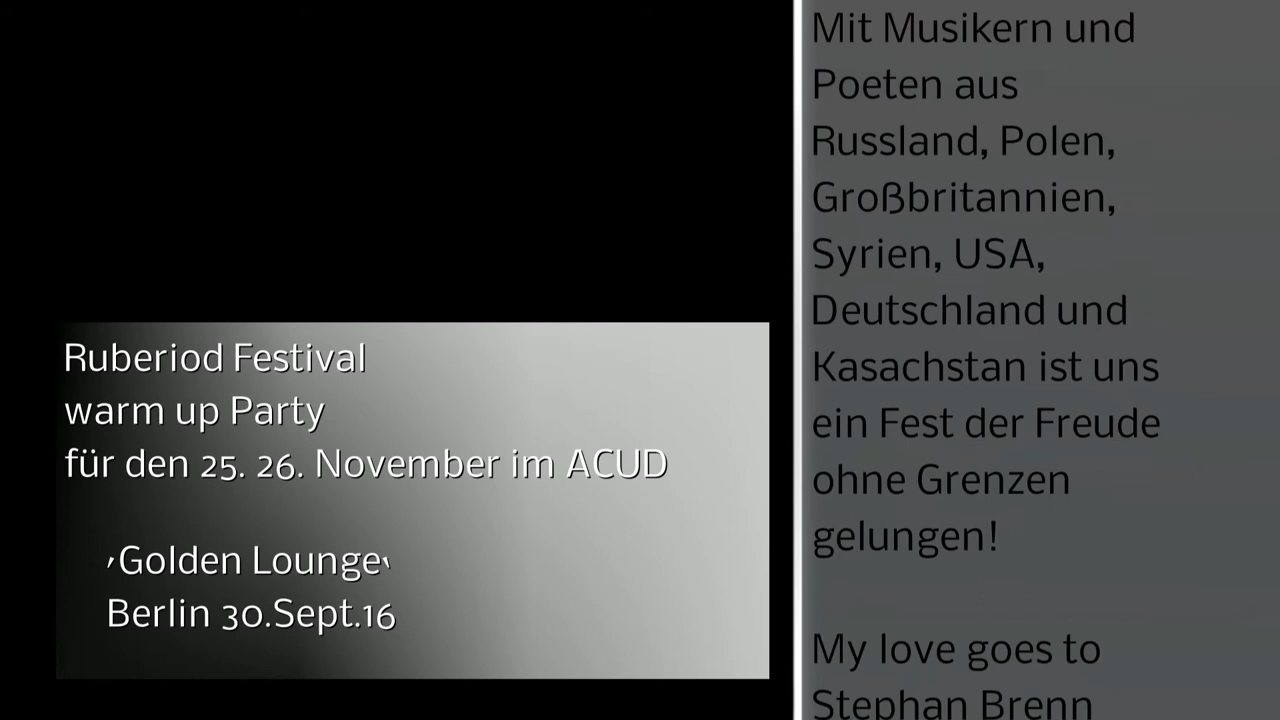 Ruberiod Festival
warm up Party
für den 25. 26. November im ACUD
‚Golden Lounge‘
Berlin 30.Sept.16
Mit Musikern und
Poeten aus
Russland, Polen,
Großbritannien,
Syrien, USA,
Deutschland und
Kasachstan ist uns
ein Fest der Freude
ohne Grenzen
gelungen!
My love goes to
Stephan Brenn